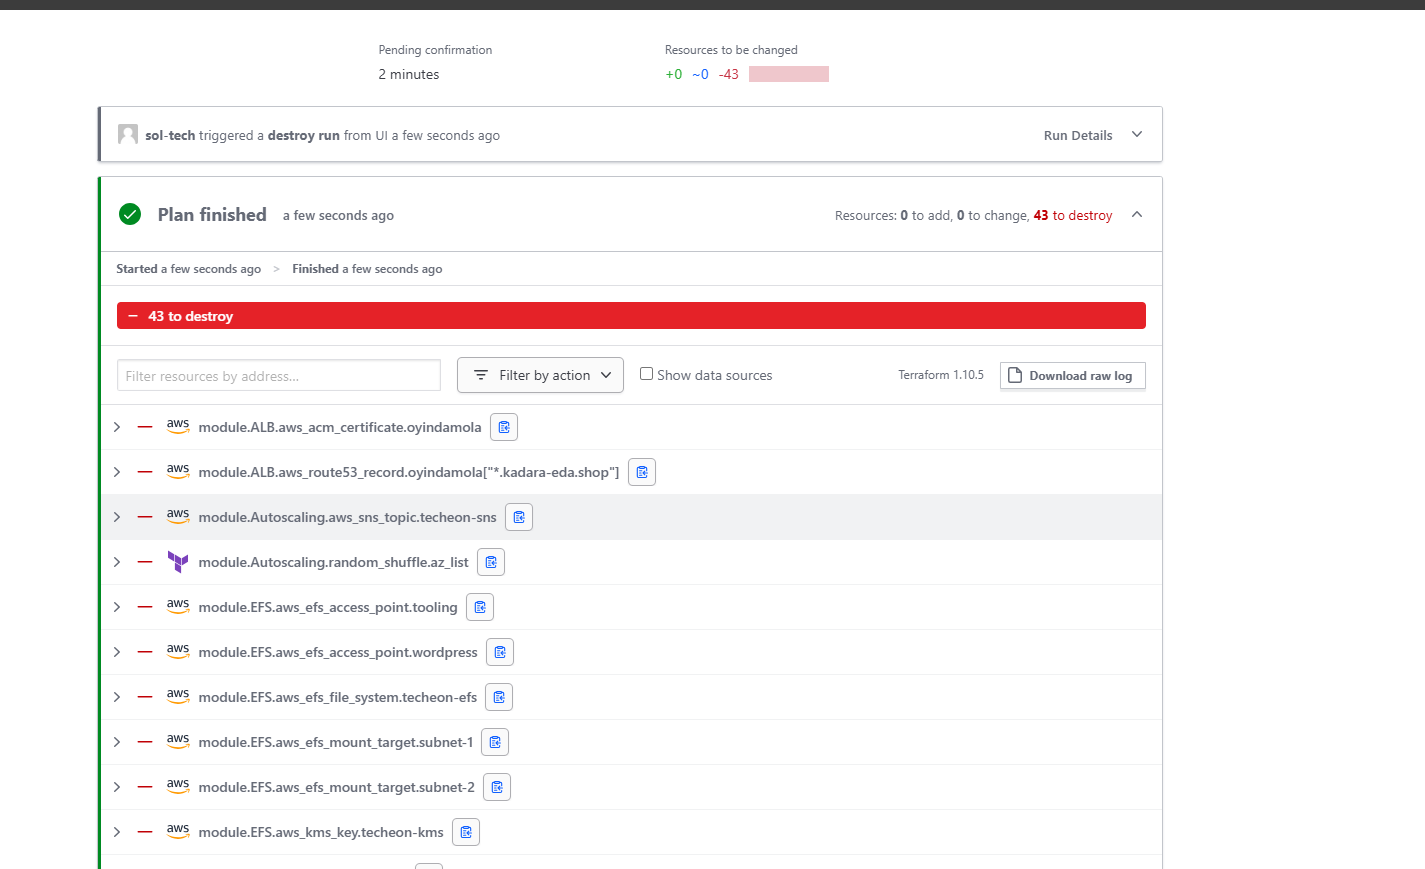 Pending confirmation
Resources to be changed
2 minutes
+0 ~0 -43
sol-tech triggered a destroy run from UI a few seconds ago
Run Details
Plan finished a few seconds ago
Resources: 0 to add, 0 to change, 43 to destroy
Started a few seconds ago > Finished a few seconds ago
43 to destroy
Filter resources by address...
Filter by action
Show data sources
Terraform 1.10.5
Download raw log
aws module.ALB.aws_acm_certificate.oyindamola
aws module.ALB.aws_route53_record.oyindamola["*.kadara-eda.shop"]
aws module.Autoscaling.aws_sns_topic.techeon-sns
module.Autoscaling.random_shuffle.az_list
aws module.EFS.aws_efs_access_point.tooling
aws module.EFS.aws_efs_access_point.wordpress
aws module.EFS.aws_efs_file_system.techeon-efs
aws module.EFS.aws_efs_mount_target.subnet-1
aws module.EFS.aws_efs_mount_target.subnet-2
aws module.EFS.aws_kms_key.techeon-kms